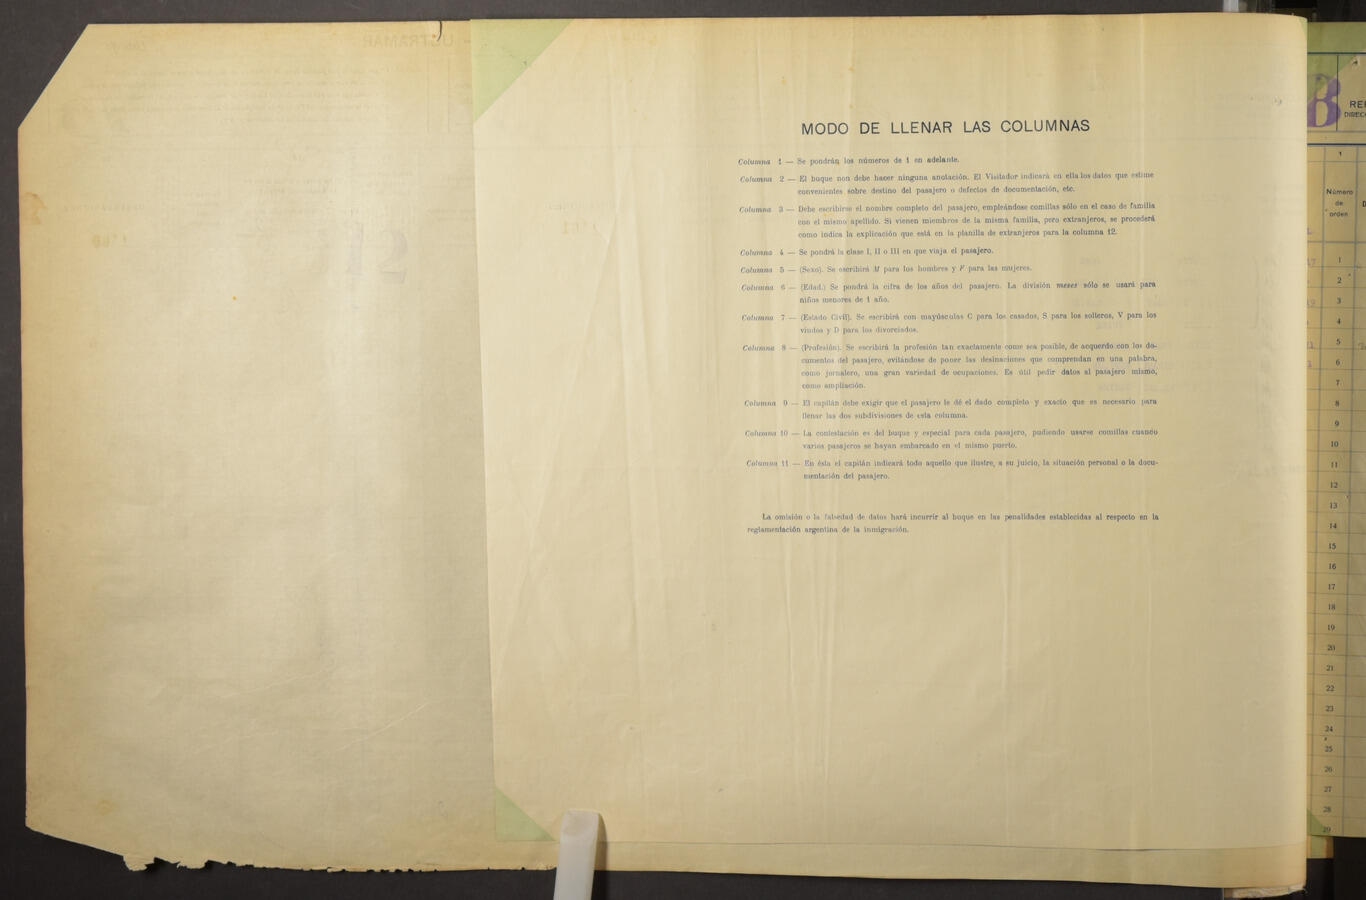 MODO DE LLENAR LAS COLUMNAS
Columna 1 — Se pondrán los números de 1 en adelante.
Columna 2 — El buque non debe hacer ninguna anotación. El Visitador indicará en ella los datos que estime
convenientes sobre destino del pasajero o defectos de documentación, etc.
Columna 3 — Debe escribirse el nombre completo del pasajero, empleándose comillas sólo en el caso de familia
con el mismo apellido. Si vienen miembros de la misma familia, pero extranjeros, se procederá
como indica la explicación que está en la planilla de extranjeros para la columna 12.
Columna 4 — Se pondrá la clase I, II o III en que viaja el pasajero.
Columna 5 — (Sexo). Se escribirá M para los hombres y F para las mujeres.
Columna 6 — (Edad.) Se pondrá la cifra de los años del pasajero. La división meses sólo se usará para
niños menores de 1 año.
Columna 7 — (Estado Civil). Se escribirá con mayúsculas C para los casados, S para los solteros, V para los
viudos y D para los divorciados.
Columna 8 — (Profesión). Se escribirá la profesión tan exactamente come sea posible, de acuerdo con los do-
cumentos del pasajero, evitándose de poner las desinaciones que comprendan en una palabra,
como jornalero, una gran variedad de ocupaciones. Es útil pedir datos al pasajero mismo,
como ampliación.
Columna 9 — El capitán debe exigir que el pasajero le dé el dado completo y exacto que es necesario para
llenar las dos subdivisiones de esta columna.
Columna 10 — La contestación es del buque y especial para cada pasajero, pudiendo usarse comillas cuando
varios pasajeros se hayan embarcado en el mismo puerto.
Columna 11 — En ésta el capitán indicará todo aquello que ilustre, a su juicio, la situación personal o la docu-
mentación del pasajero.
La omisión o la falsedad de datos hará incurrir al buque en las penalidades establecidas al respecto en la
reglamentación argentina de la inmigración.
8
1
Número
de
orden
1
2
3
4
5
6
7
8
9
10
11
12
13
14
15
16
17
18
19
20
21
22
23
24
25
26
27
28
29